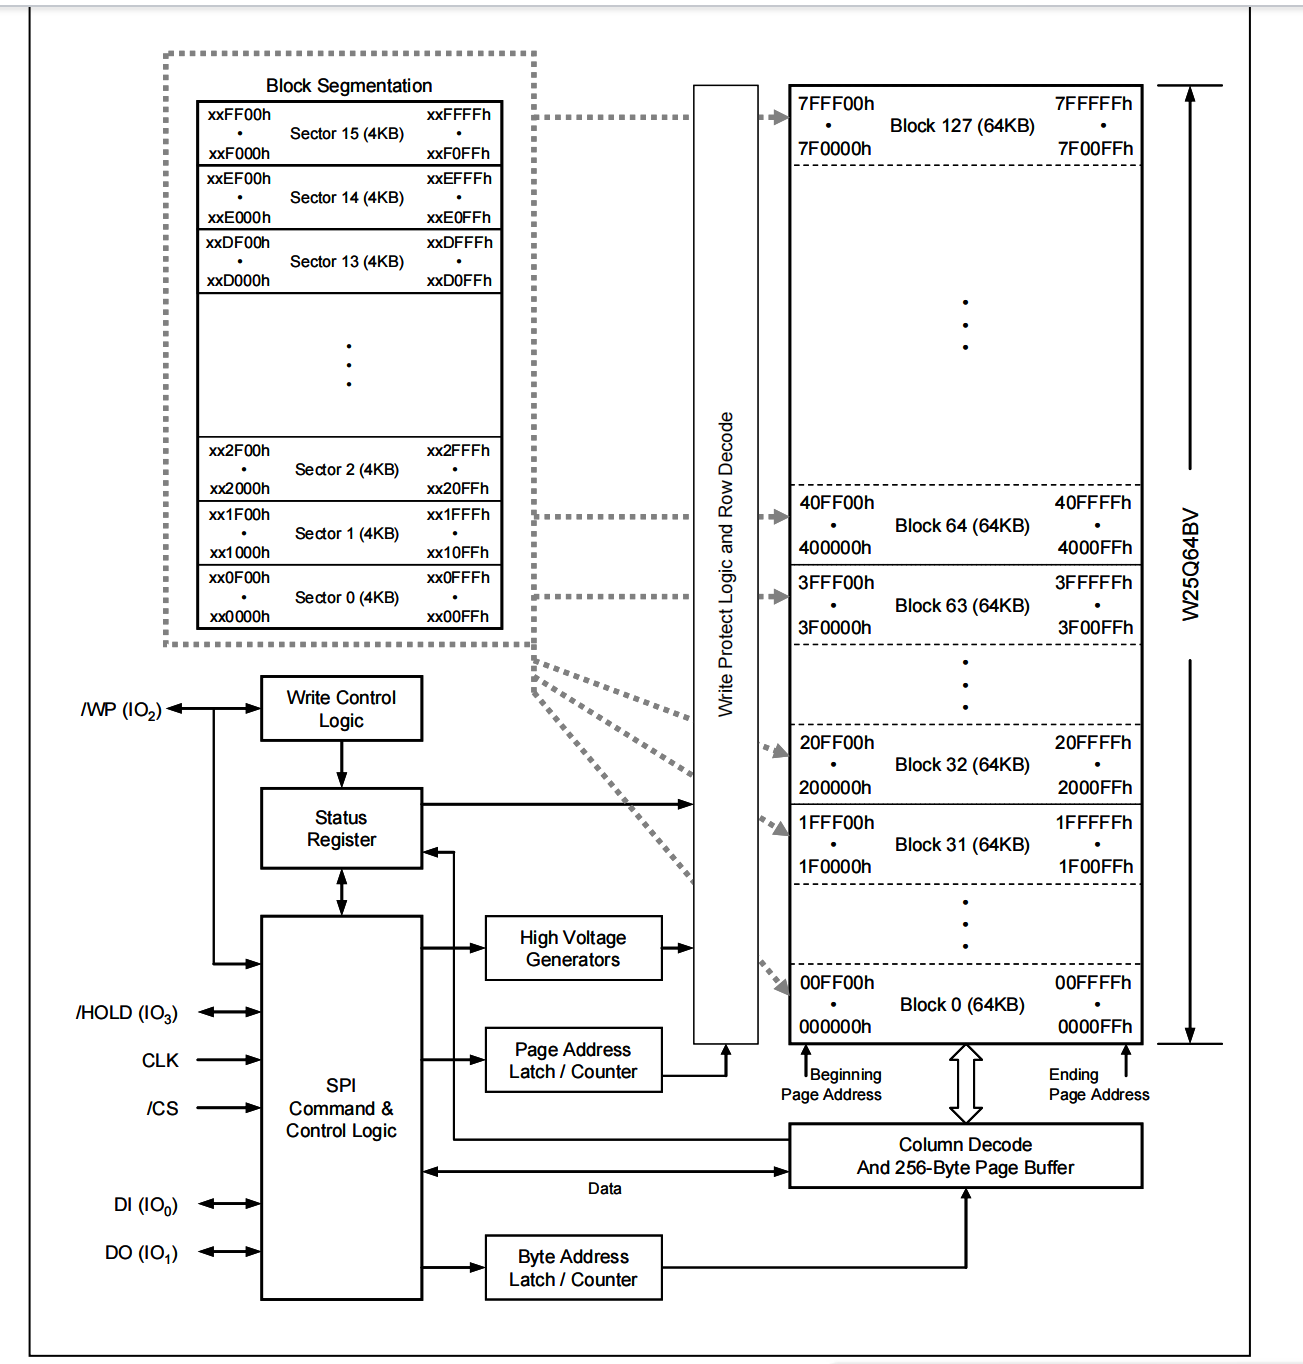 Block Segmentation
xxFF00h xxFFFFh
• Sector 15 (4KB) •
xxF000h xxF0FFh
xxEF00h xxEFFFh
• Sector 14 (4KB) •
xxE000h xxE0FFh
xxDF00h xxDFFFh
• Sector 13 (4KB) •
xxD000h xxD0FFh
xx2F00h xx2FFFh
• Sector 2 (4KB) •
xx2000h xx20FFh
xx1F00h xx1FFFh
• Sector 1 (4KB) •
xx1000h xx10FFh
xx0F00h xx0FFFh
• Sector 0 (4KB) •
xx0000h xx00FFh
Write Protect Logic and Row Decode
7FFF00h 7FFFFFh
• Block 127 (64KB) •
7F0000h 7F00FFh
40FF00h 40FFFFh
• Block 64 (64KB) •
400000h 4000FFh
3FFF00h 3FFFFFh
• Block 63 (64KB) •
3F0000h 3F00FFh
20FF00h 20FFFFh
• Block 32 (64KB) •
200000h 2000FFh
1FFF00h 1FFFFFh
• Block 31 (64KB) •
1F0000h 1F00FFh
00FF00h 00FFFFh
• Block 0 (64KB) •
000000h 0000FFh
W25Q64BV
Beginning
Page Address
Ending
Page Address
/WP (IO2)
Write Control
Logic
Status
Register
/HOLD (IO3)
CLK
/CS
DI (IO0)
DO (IO1)
SPI
Command &
Control Logic
High Voltage
Generators
Page Address
Latch / Counter
Column Decode
And 256-Byte Page Buffer
Data
Byte Address
Latch / Counter